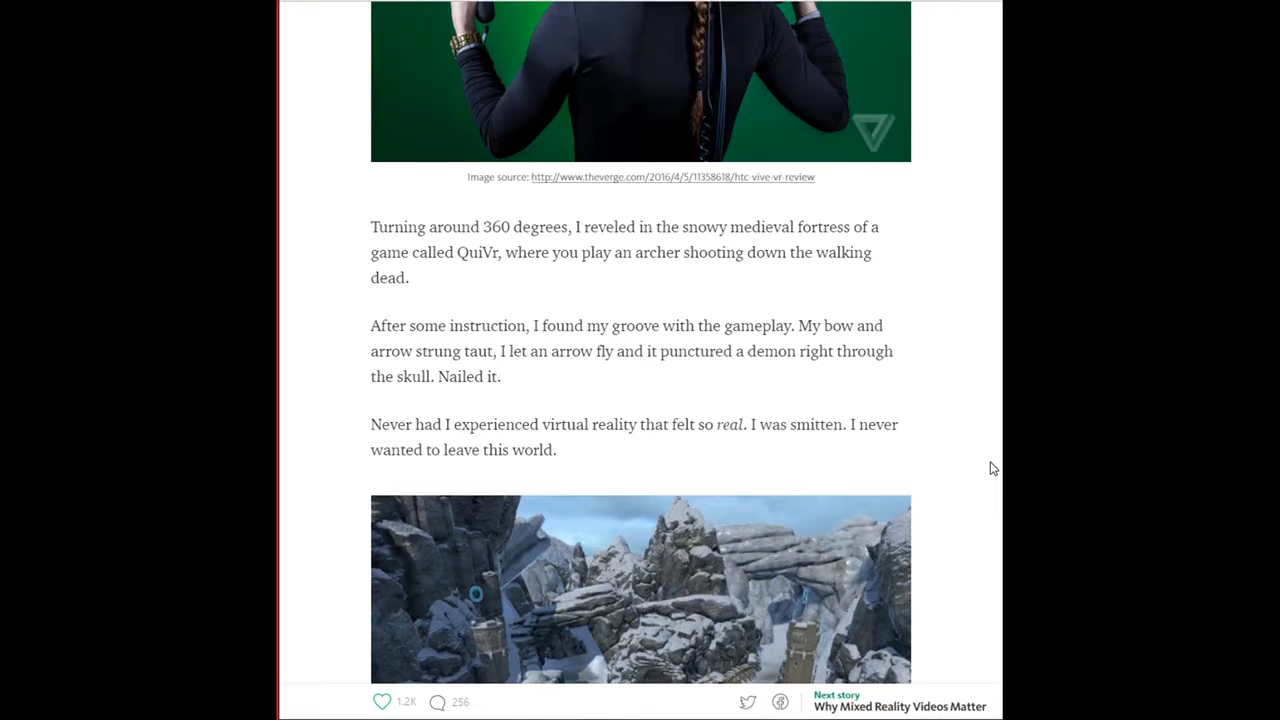 Image source: http://www.theverge.com/2016/4/5/11358618/htc-vive-vr-review
Turning around 360 degrees, I reveled in the snowy medieval fortress of a
game called QuiVr, where you play an archer shooting down the walking
dead.
After some instruction, I found my groove with the gameplay. My bow and
arrow strung taut, I let an arrow fly and it punctured a demon right through
the skull. Nailed it.
Never had I experienced virtual reality that felt so real. I was smitten. I never
wanted to leave this world.
1.2K
256
Next story
Why Mixed Reality Videos Matter